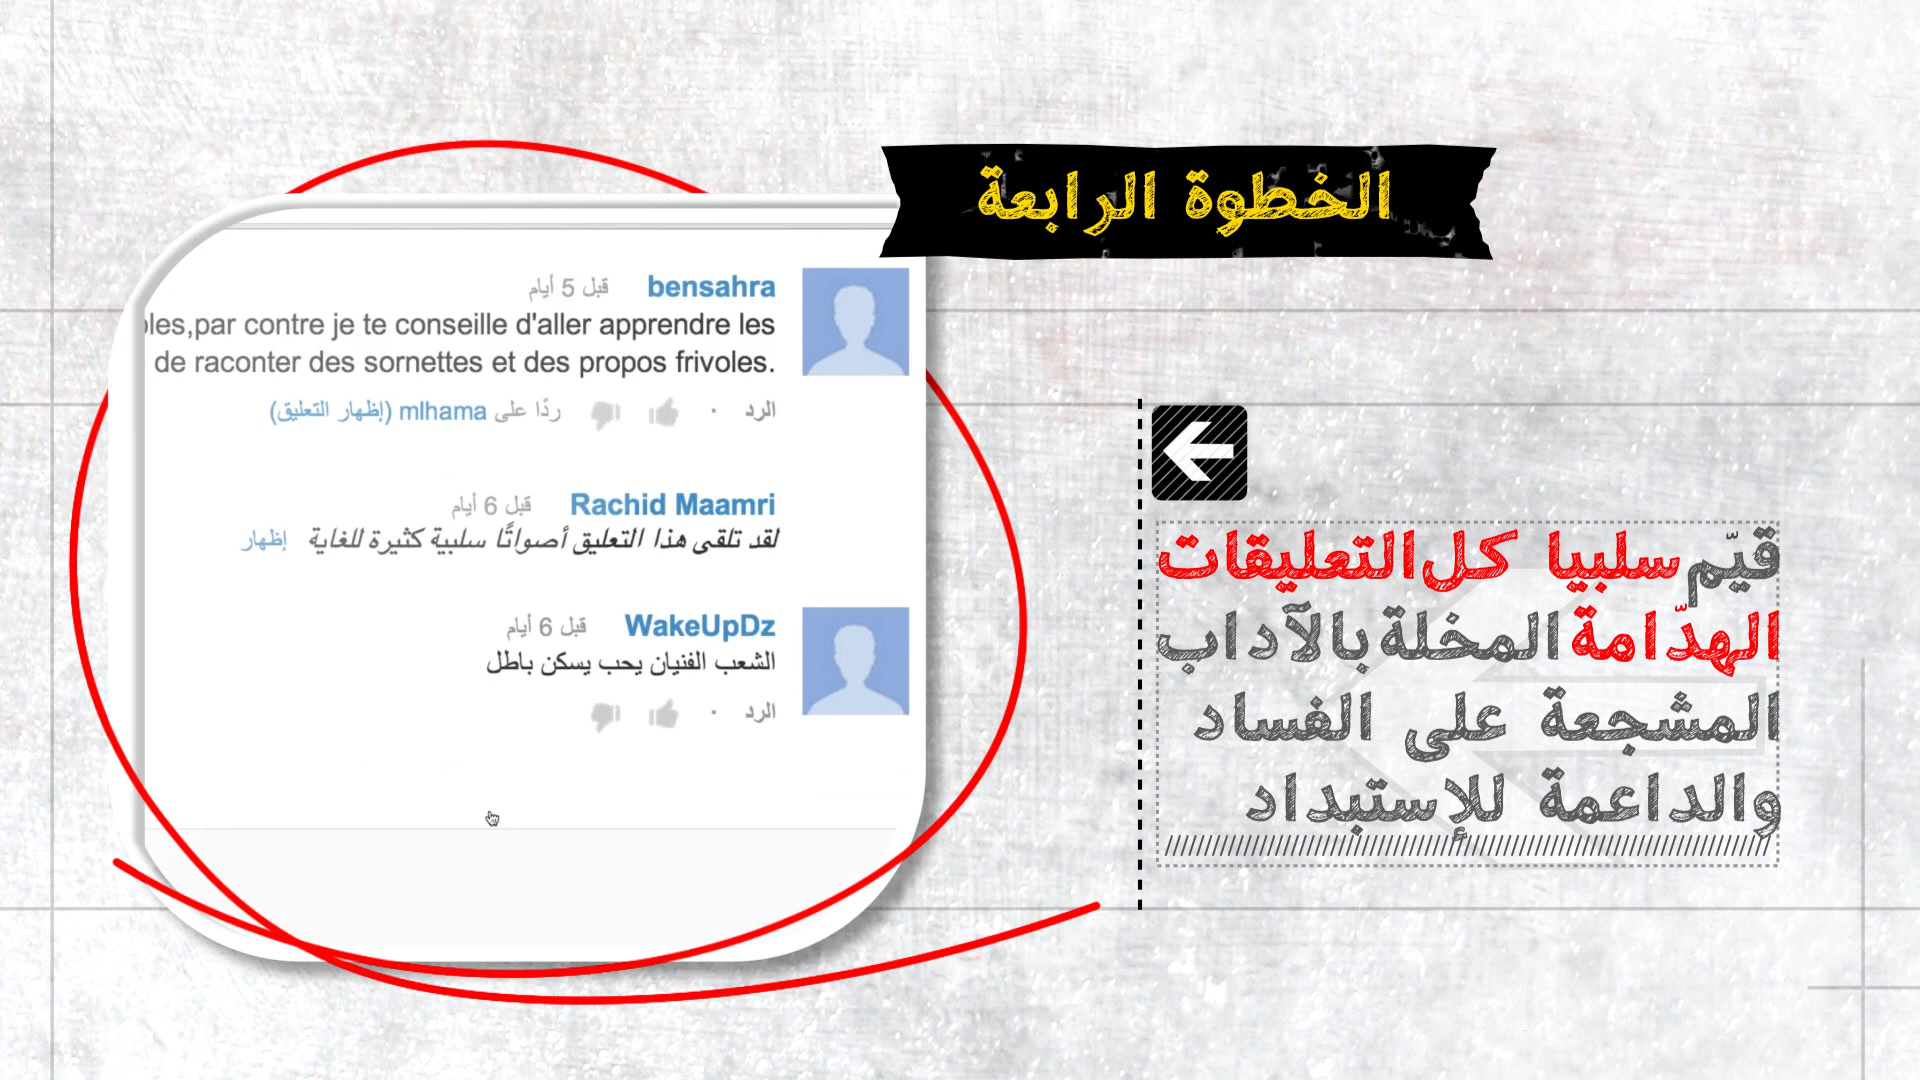 الخطوة الرابعة
قيّم سلبيا كل التعليقات
الهدّامة المخلة بالآداب
المشجعة على الفساد
والداعمة للإستبداد
bensahra قبل 5 أيام
,par contre je te conseille d'aller apprendre les
de raconter des sornettes et des propos frivoles.
الرد · ردًا على mlhama (إظهار التعليق)
Rachid Maamri قبل 6 أيام
لقد تلقى هذا التعليق أصواتًا سلبية كثيرة للغاية إظهار
WakeUpDz قبل 6 أيام
الشعب الفنيان يحب يسكن باطل
الرد ·